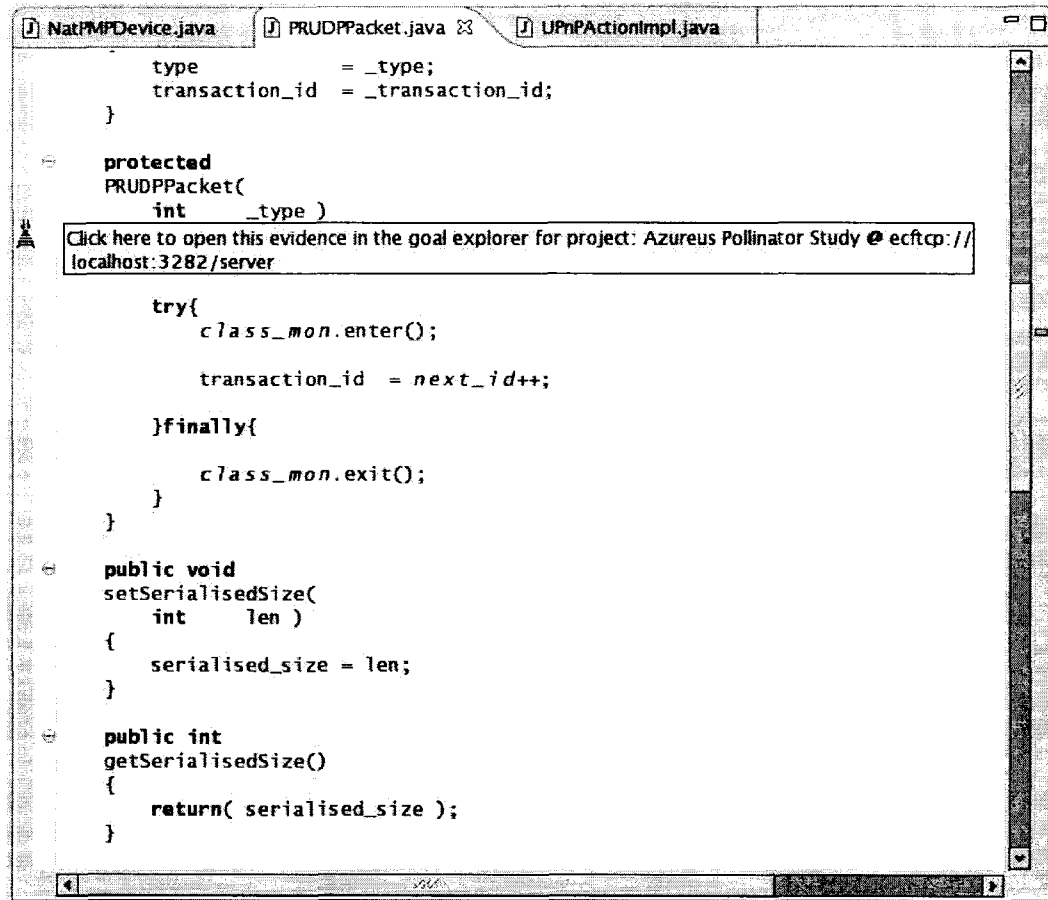 NatPMPDevice.java PRUDPPacket.java UPnPActionImpl.java
type = _type;
transaction_id = _transaction_id;
}
protected
PRUDPPacket(
int _type )
Click here to open this evidence in the goal explorer for project: Azureus Pollinator Study @ ecftcp://
localhost:3282/server
try{
class_mon.enter();
transaction_id = next_id++;
}finally{
class_mon.exit();
}
}
public void
setSerialisedSize(
int len )
{
serialised_size = len;
}
public int
getSerialisedSize()
{
return( serialised_size );
}